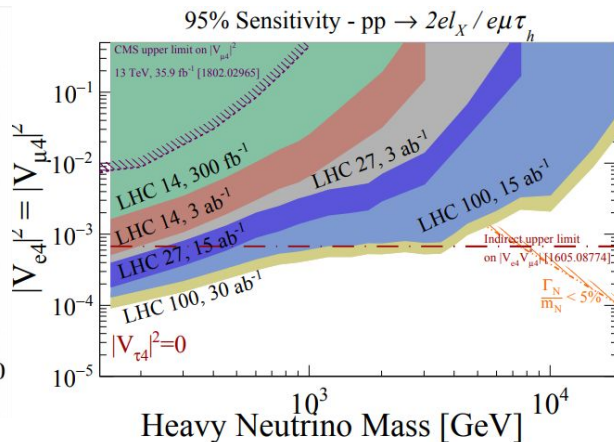 95% Sensitivity - pp → 2eℓ_X / eμτ_h
CMS upper limit on |V_μ4|²
13 TeV, 35.9 fb⁻¹ [1802.02965]
10⁻¹
10⁻²
10⁻³
10⁻⁴
10⁻⁵
|V_e4|² = |V_μ4|²
LHC 14, 300 fb⁻¹
LHC 14, 3 ab⁻¹
LHC 27, 3 ab⁻¹
LHC 27, 15 ab⁻¹
LHC 100, 15 ab⁻¹
LHC 100, 30 ab⁻¹
Indirect upper limit
on |V_e4 V_μ4| [1605.08774]
Γ_N/m_N < 5%
|V_τ4|²=0
0
10³
10⁴
Heavy Neutrino Mass [GeV]